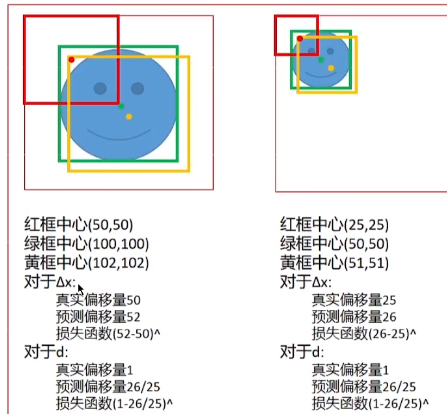 红框中心(50,50)
绿框中心(100,100)
黄框中心(102,102)
对于Δx:
真实偏移量50
预测偏移量52
损失函数(52-50)^
对于d:
真实偏移量1
预测偏移量26/25
损失函数(1-26/25)^
红框中心(25,25)
绿框中心(50,50)
黄框中心(51,51)
对于Δx:
真实偏移量25
预测偏移量26
损失函数(26-25)^
对于d:
真实偏移量1
预测偏移量26/25
损失函数(1-26/25)^